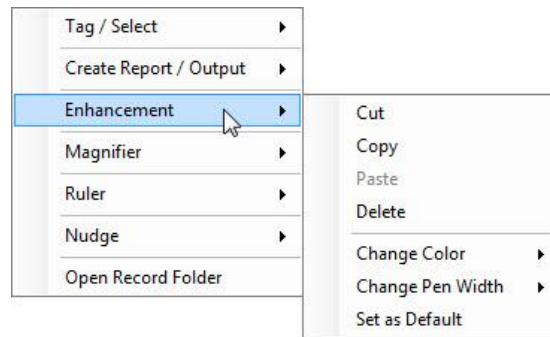 Tag / Select
Create Report / Output
Enhancement
Magnifier
Ruler
Nudge
Open Record Folder
Cut
Copy
Paste
Delete
Change Color
Change Pen Width
Set as Default